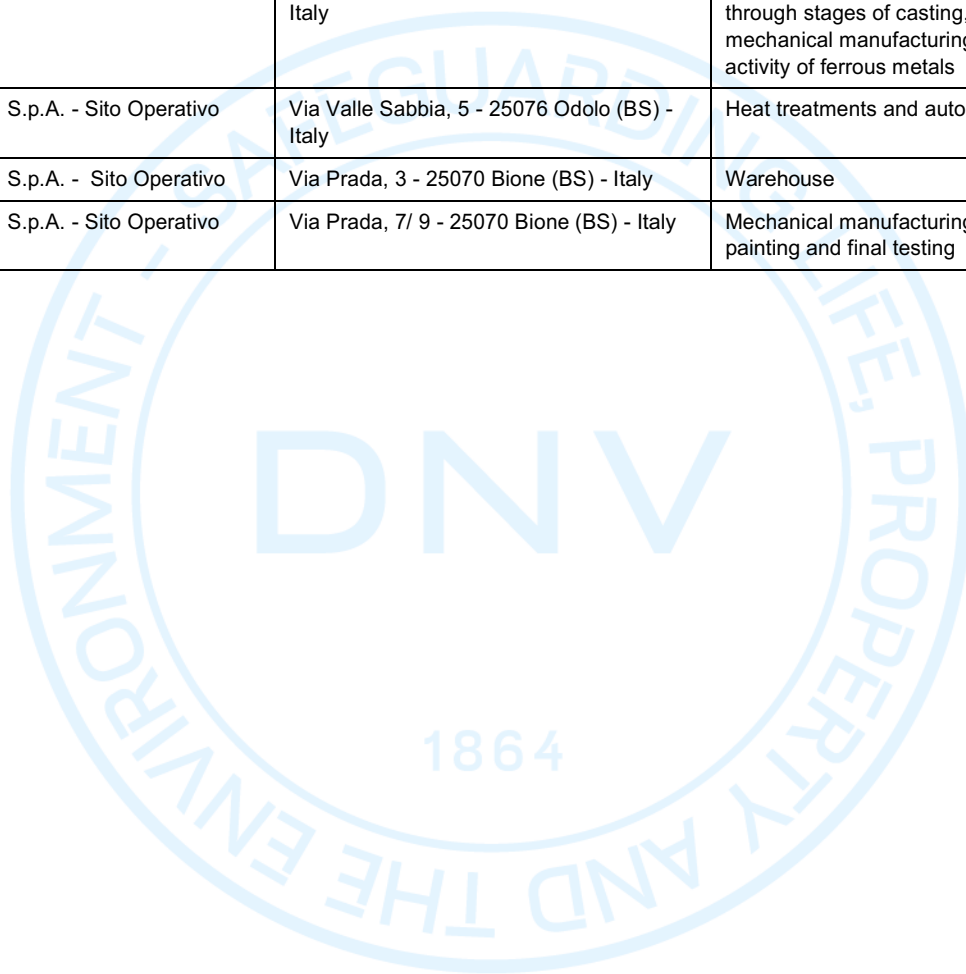 Italy
through stages of casting,
mechanical manufacturing
activity of ferrous metals
S.p.A. - Sito Operativo
Via Valle Sabbia, 5 - 25076 Odolo (BS) -
Italy
Heat treatments and auto
S.p.A. - Sito Operativo
Via Prada, 3 - 25070 Bione (BS) - Italy
Warehouse
S.p.A. - Sito Operativo
Via Prada, 7/ 9 - 25070 Bione (BS) - Italy
Mechanical manufacturing
painting and final testing
SAFEGUARDING LIFE, PROPERTY AND THE ENVIRONMENT -
DNV
1864